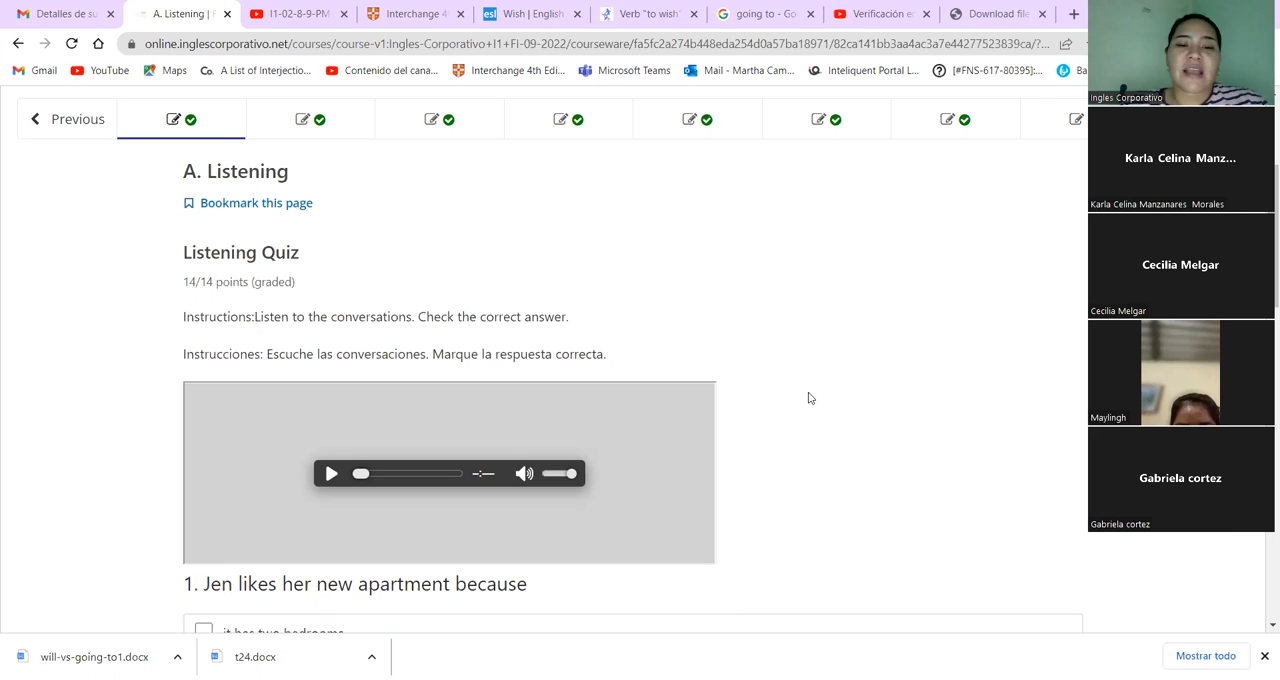 Detalles de su
A. Listening | F
I1-02-8-9-PM
Interchange 4
Wish | English
Verb "to wish"
going to - Go
Verificación e
Download file
online.inglescorporativo.net/courses/course-v1:Ingles-Corporativo+I1+FI-09-2022/courseware/fa5fc2a274b448eda254d0a57ba18971/82ca141bb3aa4c3a7e44277523839ca/?...
Gmail
YouTube
Maps
A List of Interjectio...
Contenido del cana...
Interchange 4th Edi...
Microsoft Teams
Mail - Martha Cam...
Inteliquent Portal L...
[#FNS-617-80395]:...
Ba
Previous
A. Listening
Bookmark this page
Listening Quiz
14/14 points (graded)
Instructions:Listen to the conversations. Check the correct answer.
Instrucciones: Escuche las conversaciones. Marque la respuesta correcta.
-:--
1. Jen likes her new apartment because
it has two bedrooms
will-vs-going-to1.docx
t24.docx
Mostrar todo
Ingles Corporativo
Karla Celina Manz...
Karla Celina Manzanares Morales
Cecilia Melgar
Cecilia Melgar
Maylingh
Gabriela cortez
Gabriela cortez